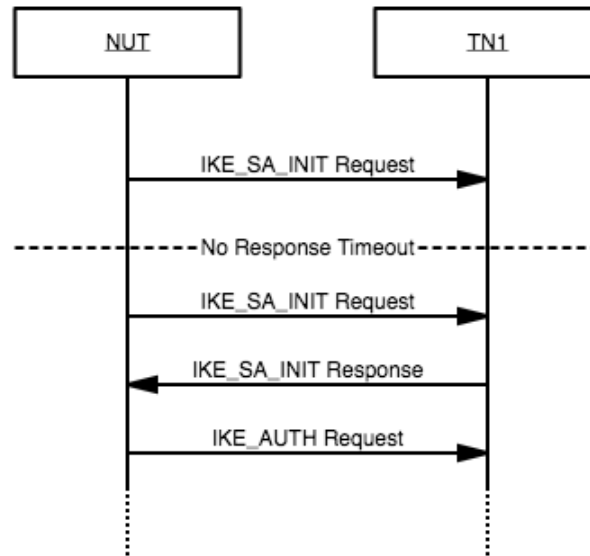 NUT
TN1
IKE_SA_INIT Request
No Response Timeout
IKE_SA_INIT Request
IKE_SA_INIT Response
IKE_AUTH Request